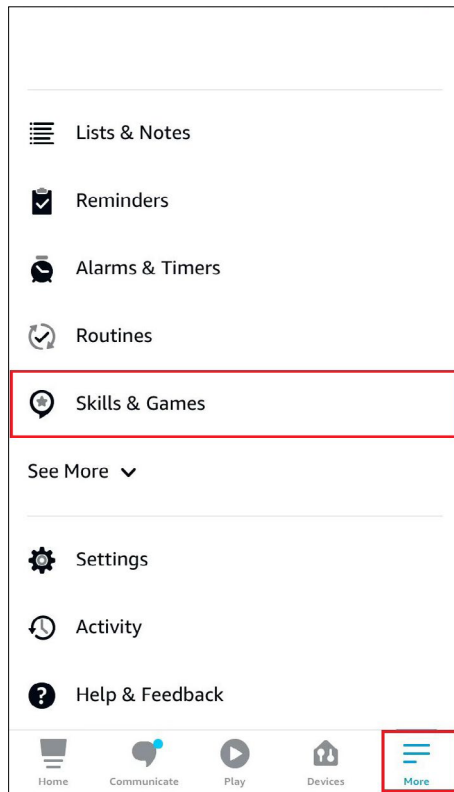 Lists & Notes
Reminders
Alarms & Timers
Routines
Skills & Games
See More
Settings
Activity
Help & Feedback
Home Communicate Play Devices More